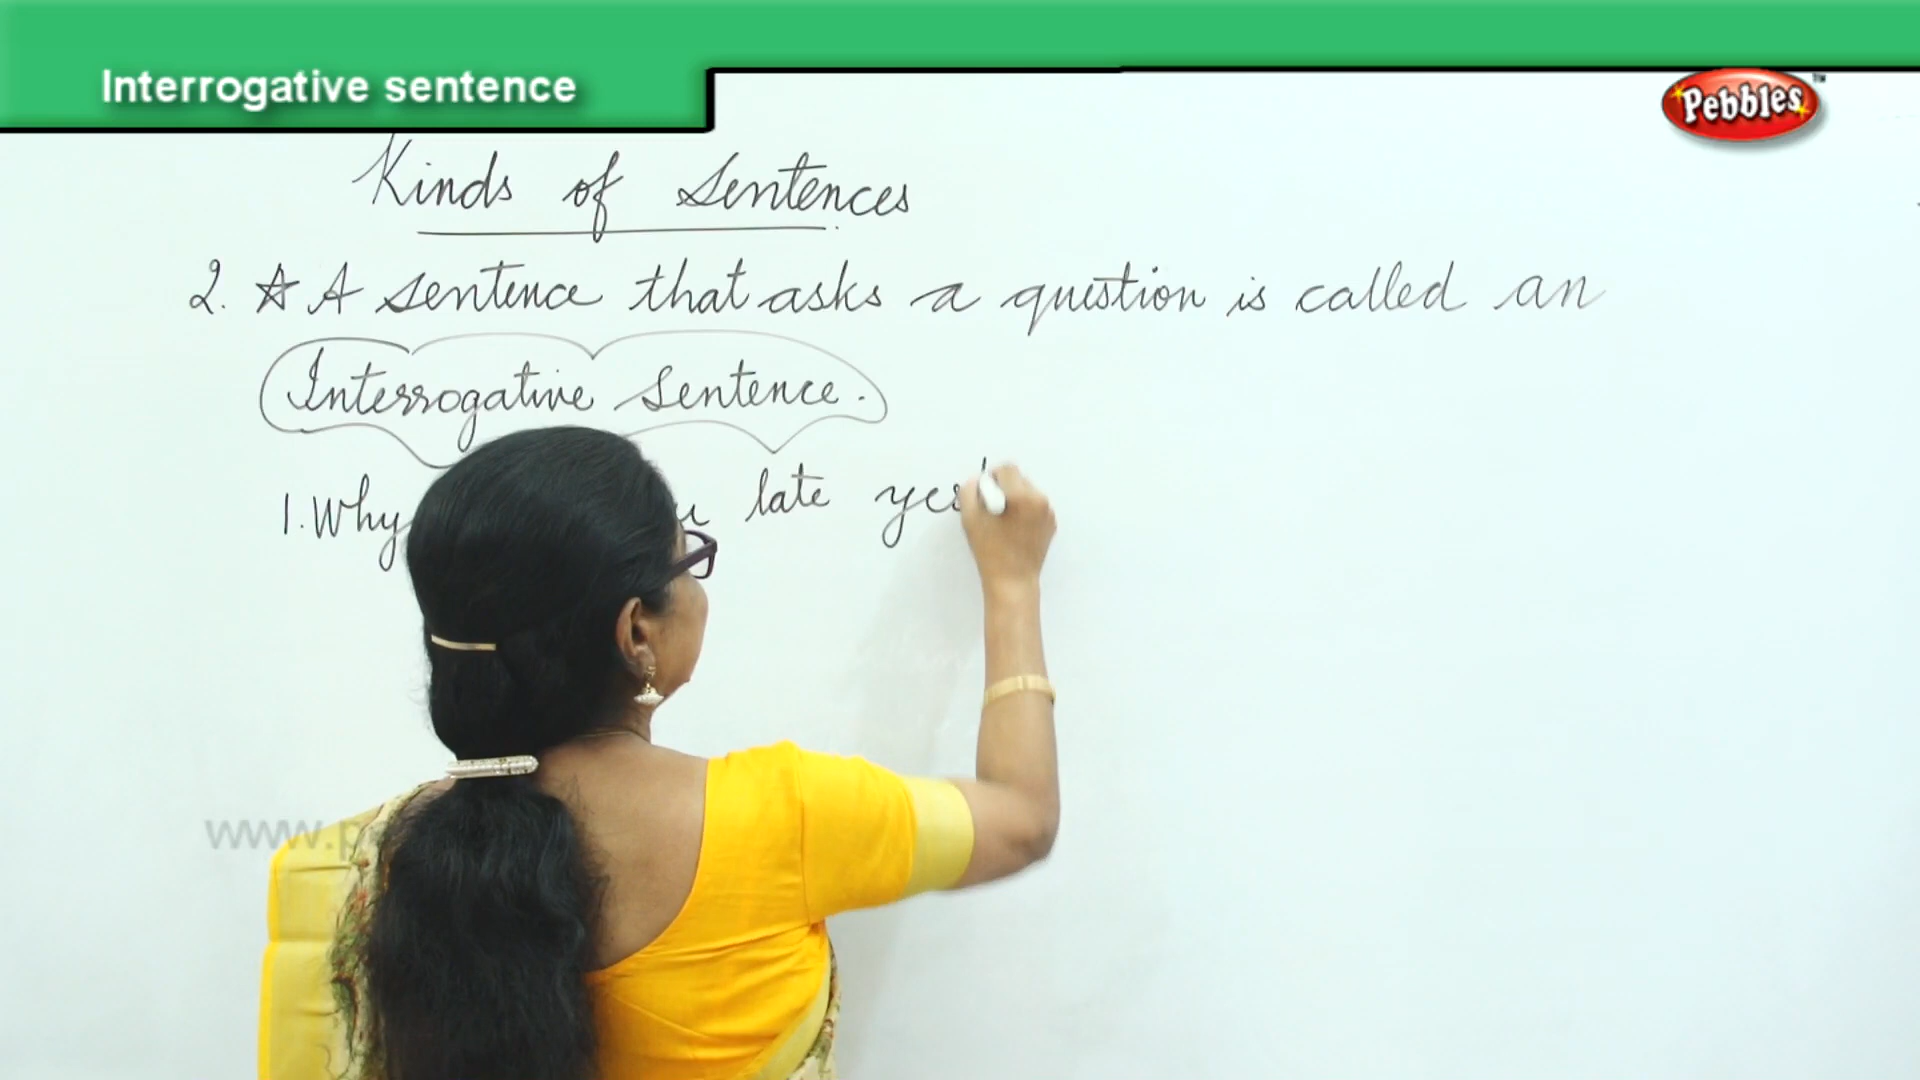 Interrogative sentence
Pebbles TM
Kinds of Sentences
2. ☆ A sentence that asks a question is called an
Interrogative Sentence.
1. Why late
www.p